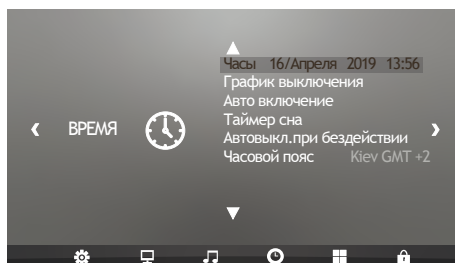 Часы 16/Апреля 2019 13:56
График выключения
Авто включение
Таймер сна
ВРЕМЯ
Автовыкл.при бездействии
Часовой пояс Kiev GMT +2